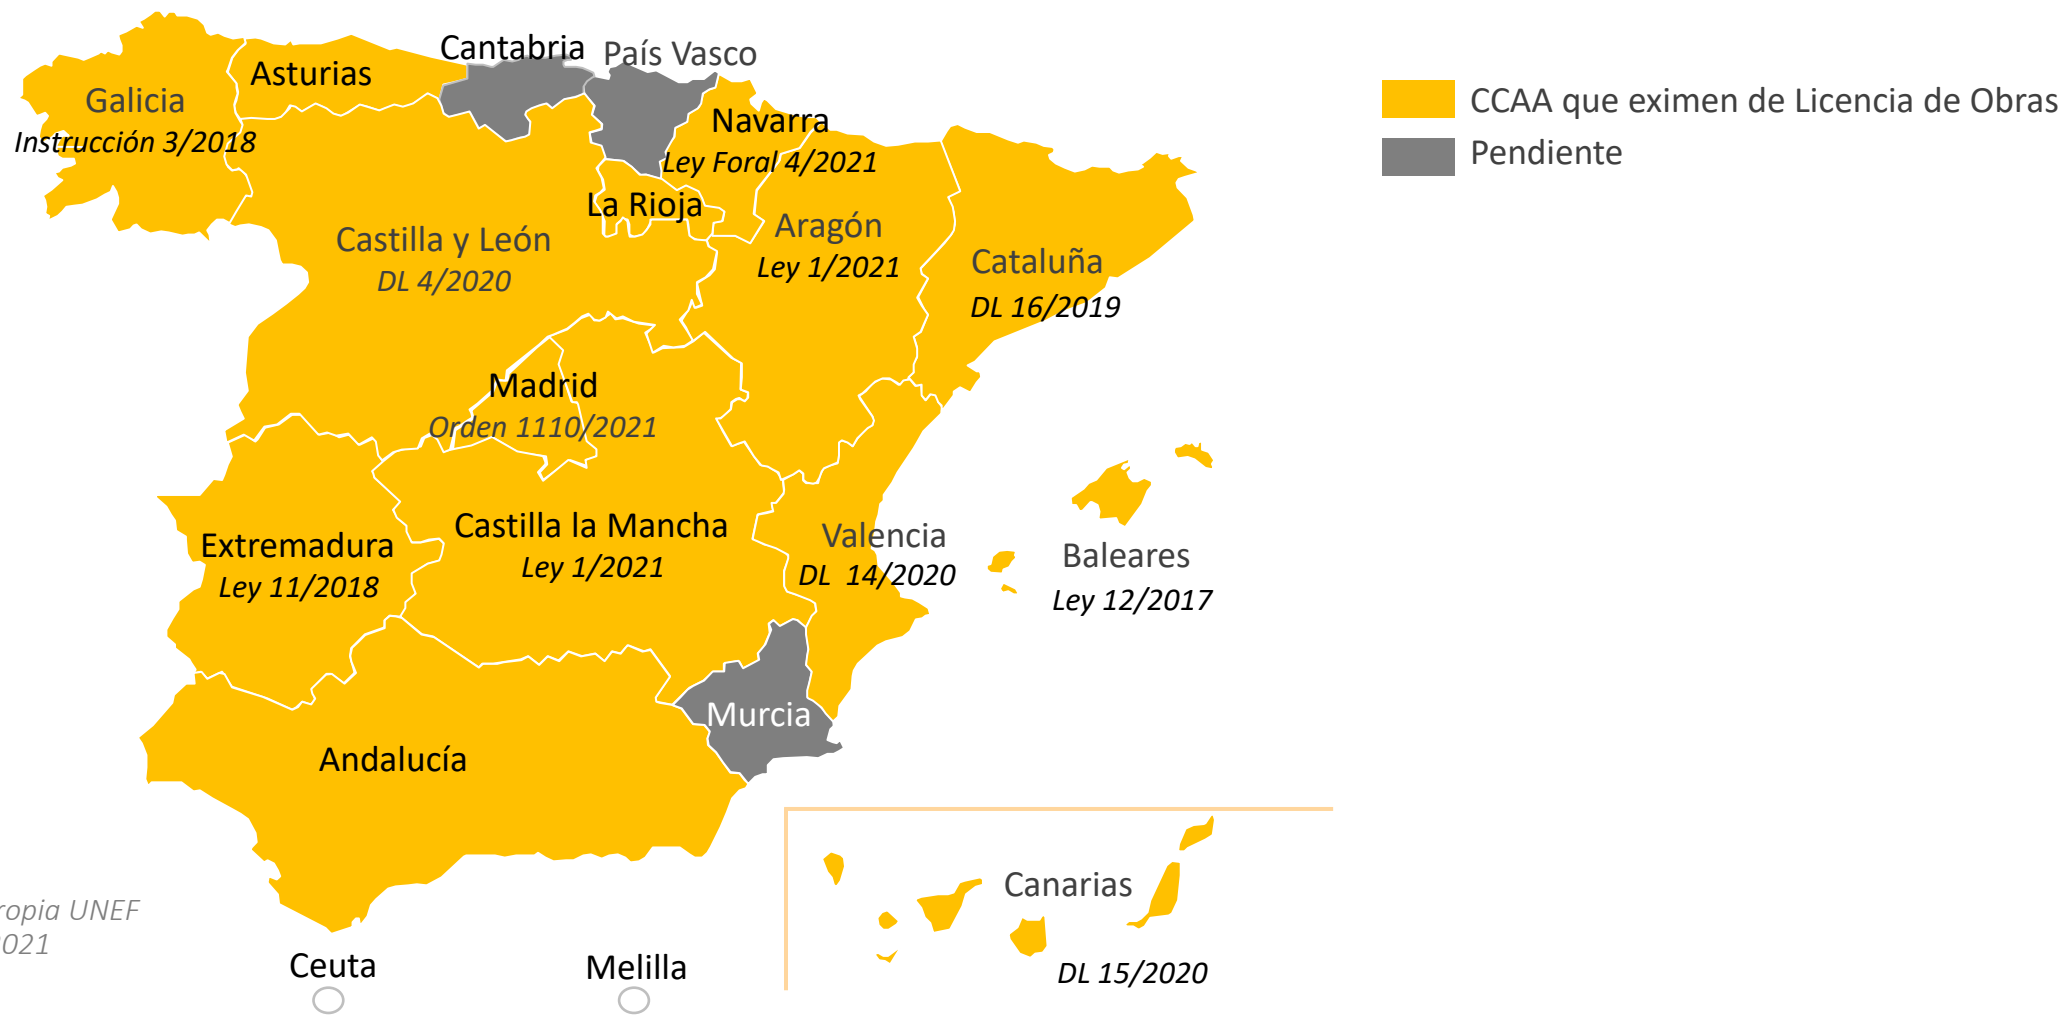 Cantabria
País Vasco
Asturias
Galicia
Instrucción 3/2018
Navarra
Ley Foral 4/2021
La Rioja
Castilla y León
DL 4/2020
Aragón
Ley 1/2021
Cataluña
DL 16/2019
Madrid
Orden 1110/2021
Extremadura
Ley 11/2018
Castilla la Mancha
Ley 1/2021
Valencia
DL 14/2020
Baleares
Ley 12/2017
Murcia
Andalucía
Canarias
DL 15/2020
Ceuta
Melilla
CCAA que eximen de Licencia de Obras
Pendiente
ropia UNEF
021